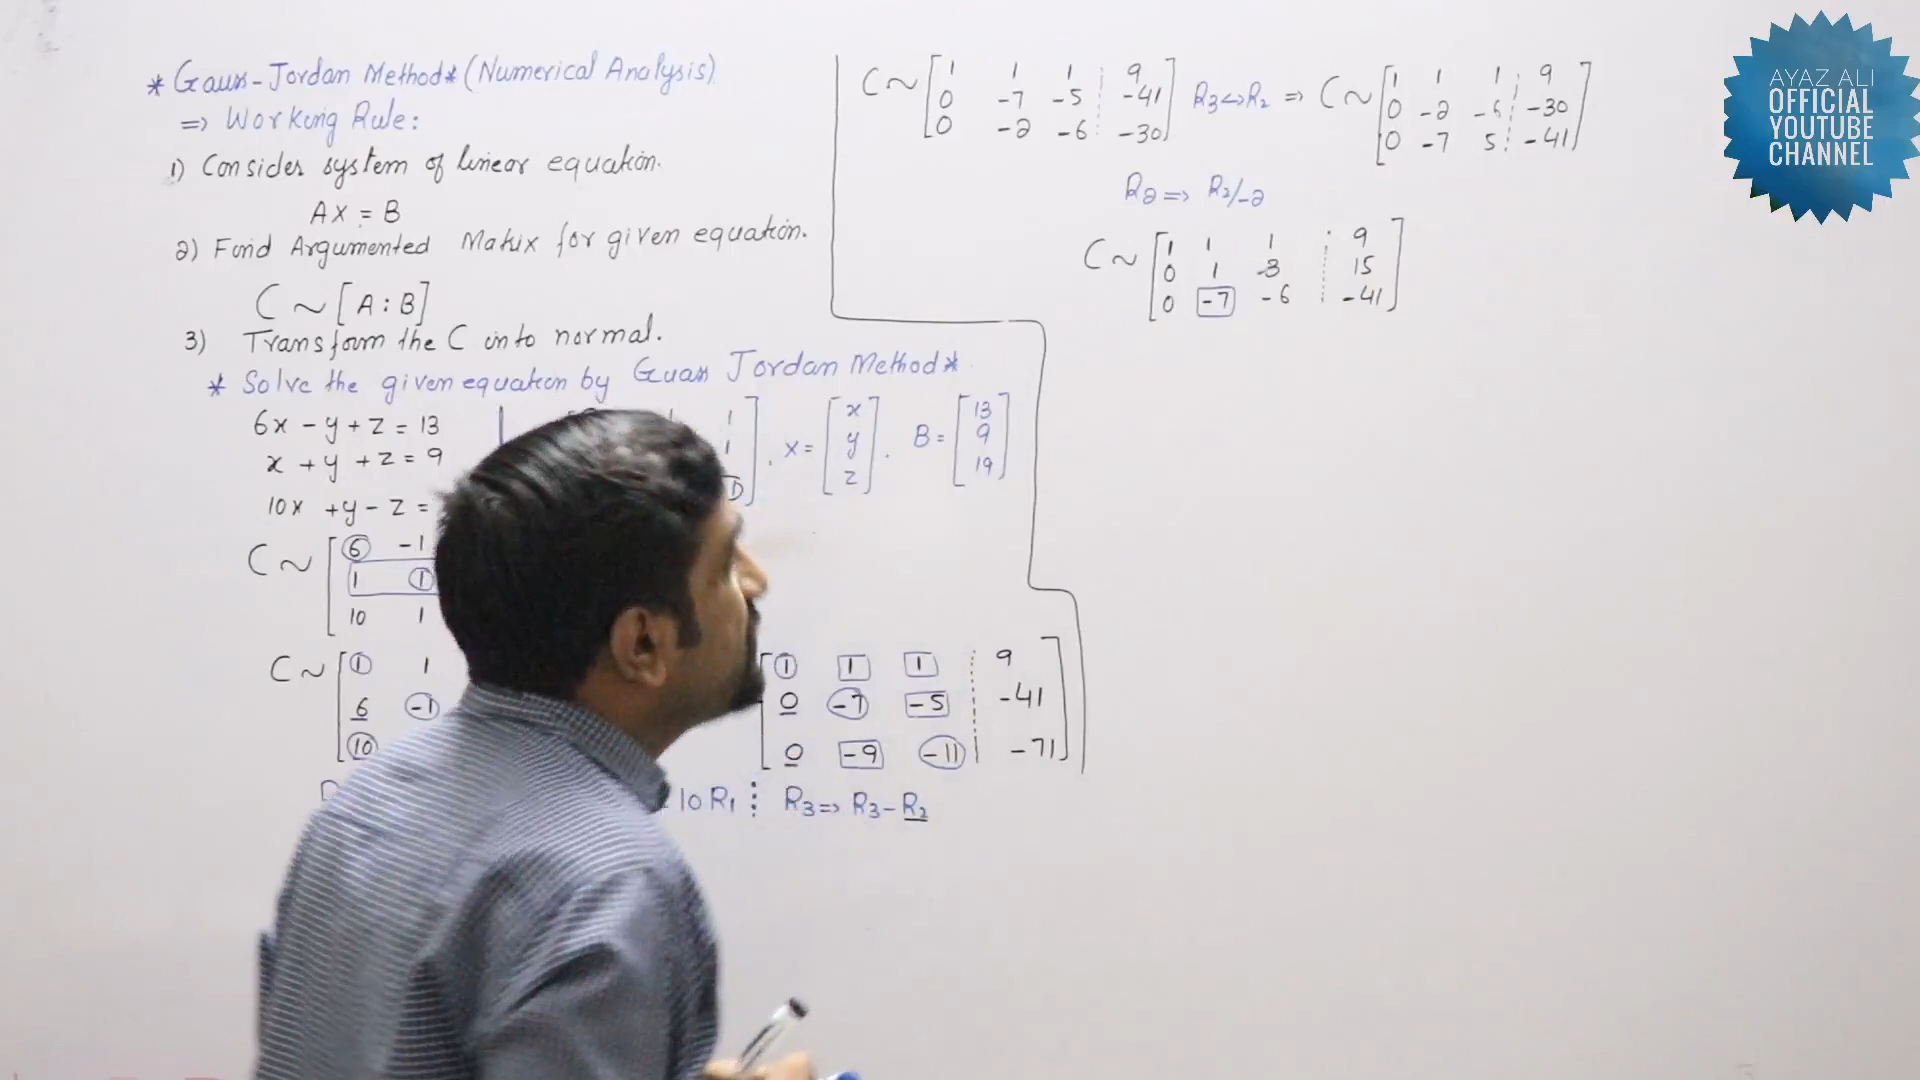 * Gauss-Jordan Method * (Numerical Analysis)
=> Working Rule:
1) Consider system of linear equation.
AX = B
2) Find Argumented Matrix for given equation.
C ~ [A : B]
3) Transform the C into normal.
* Solve the given equation by Guass Jordan Method *
6x - y + z = 13
x + y + z = 9
10x + y - z =
1
1
, X = [x y z] , B = [13 9 19]
C ~ [6 -1
1 1
10 1
C ~ [1 1
6 -1
10
[1 1 1 : 9
0 -7 -5 : -41
0 -9 -11 : -71]
10R1 : R3 => R3 - R2
C ~ [1 1 1 : 9
0 -7 -5 : -41
0 -2 -6 : -30]
R3 <-> R2 => C ~ [1 1 1 : 9
0 -2 -6 : -30
0 -7 5 : -41]
R2 => R2/-2
C ~ [1 1 1 : 9
0 1 -3 : 15
0 -7 -6 : -41]
AYAZ ALI
OFFICIAL
YOUTUBE
CHANNEL